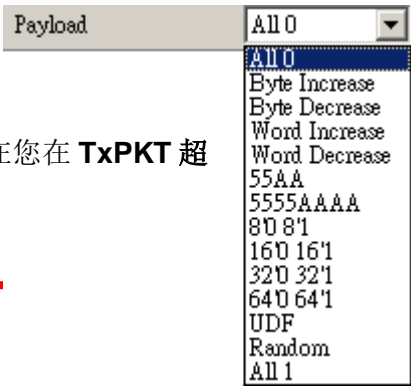 Payload All 0
All 0
Byte Increase
Byte Decrease
Word Increase
Word Decrease
55AA
5555AAAA
8'0 8'1
16'0 16'1
32'0 32'1
64'0 64'1
UDF
Random
All 1
在您在 TxPKT 超